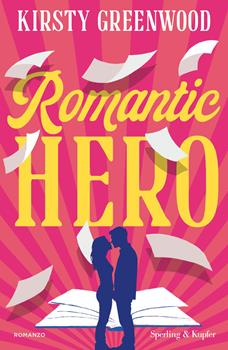 KIRSTY GREENWOOD
Romantic
HERO
ROMANZO
Sperling & Kupfer